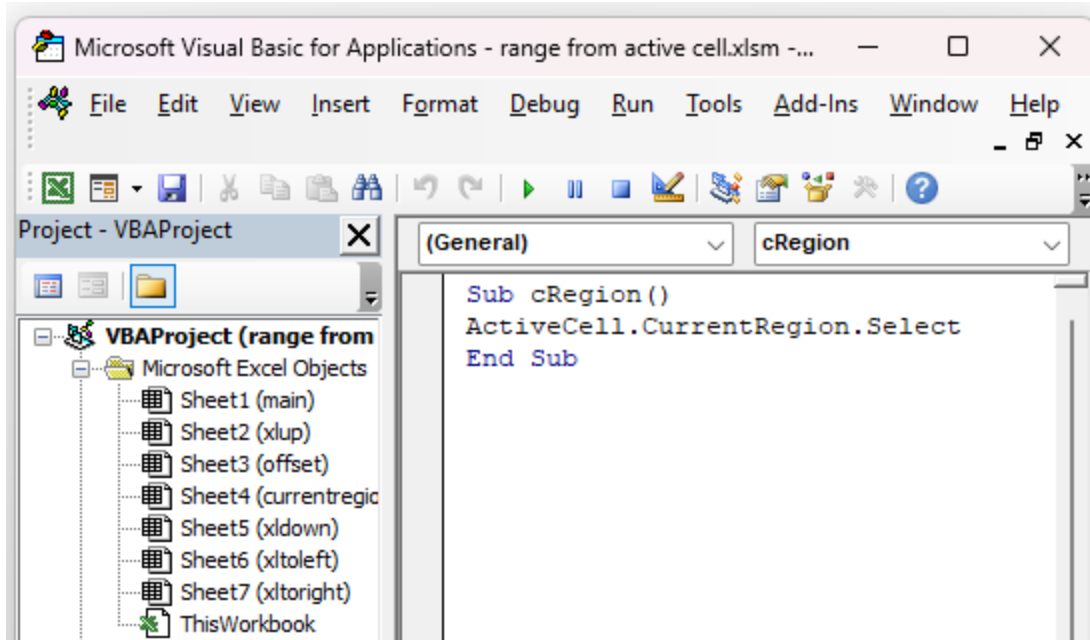 Microsoft Visual Basic for Applications - range from active cell.xlsm -...
File Edit View Insert Format Debug Run Tools Add-Ins Window Help
Project - VBAProject
(General) cRegion
VBAProject (range from
Microsoft Excel Objects
Sheet1 (main)
Sheet2 (xlup)
Sheet3 (offset)
Sheet4 (currentregio
Sheet5 (xldown)
Sheet6 (xltoleft)
Sheet7 (xltoright)
ThisWorkbook
Sub cRegion()
ActiveCell.CurrentRegion.Select
End Sub